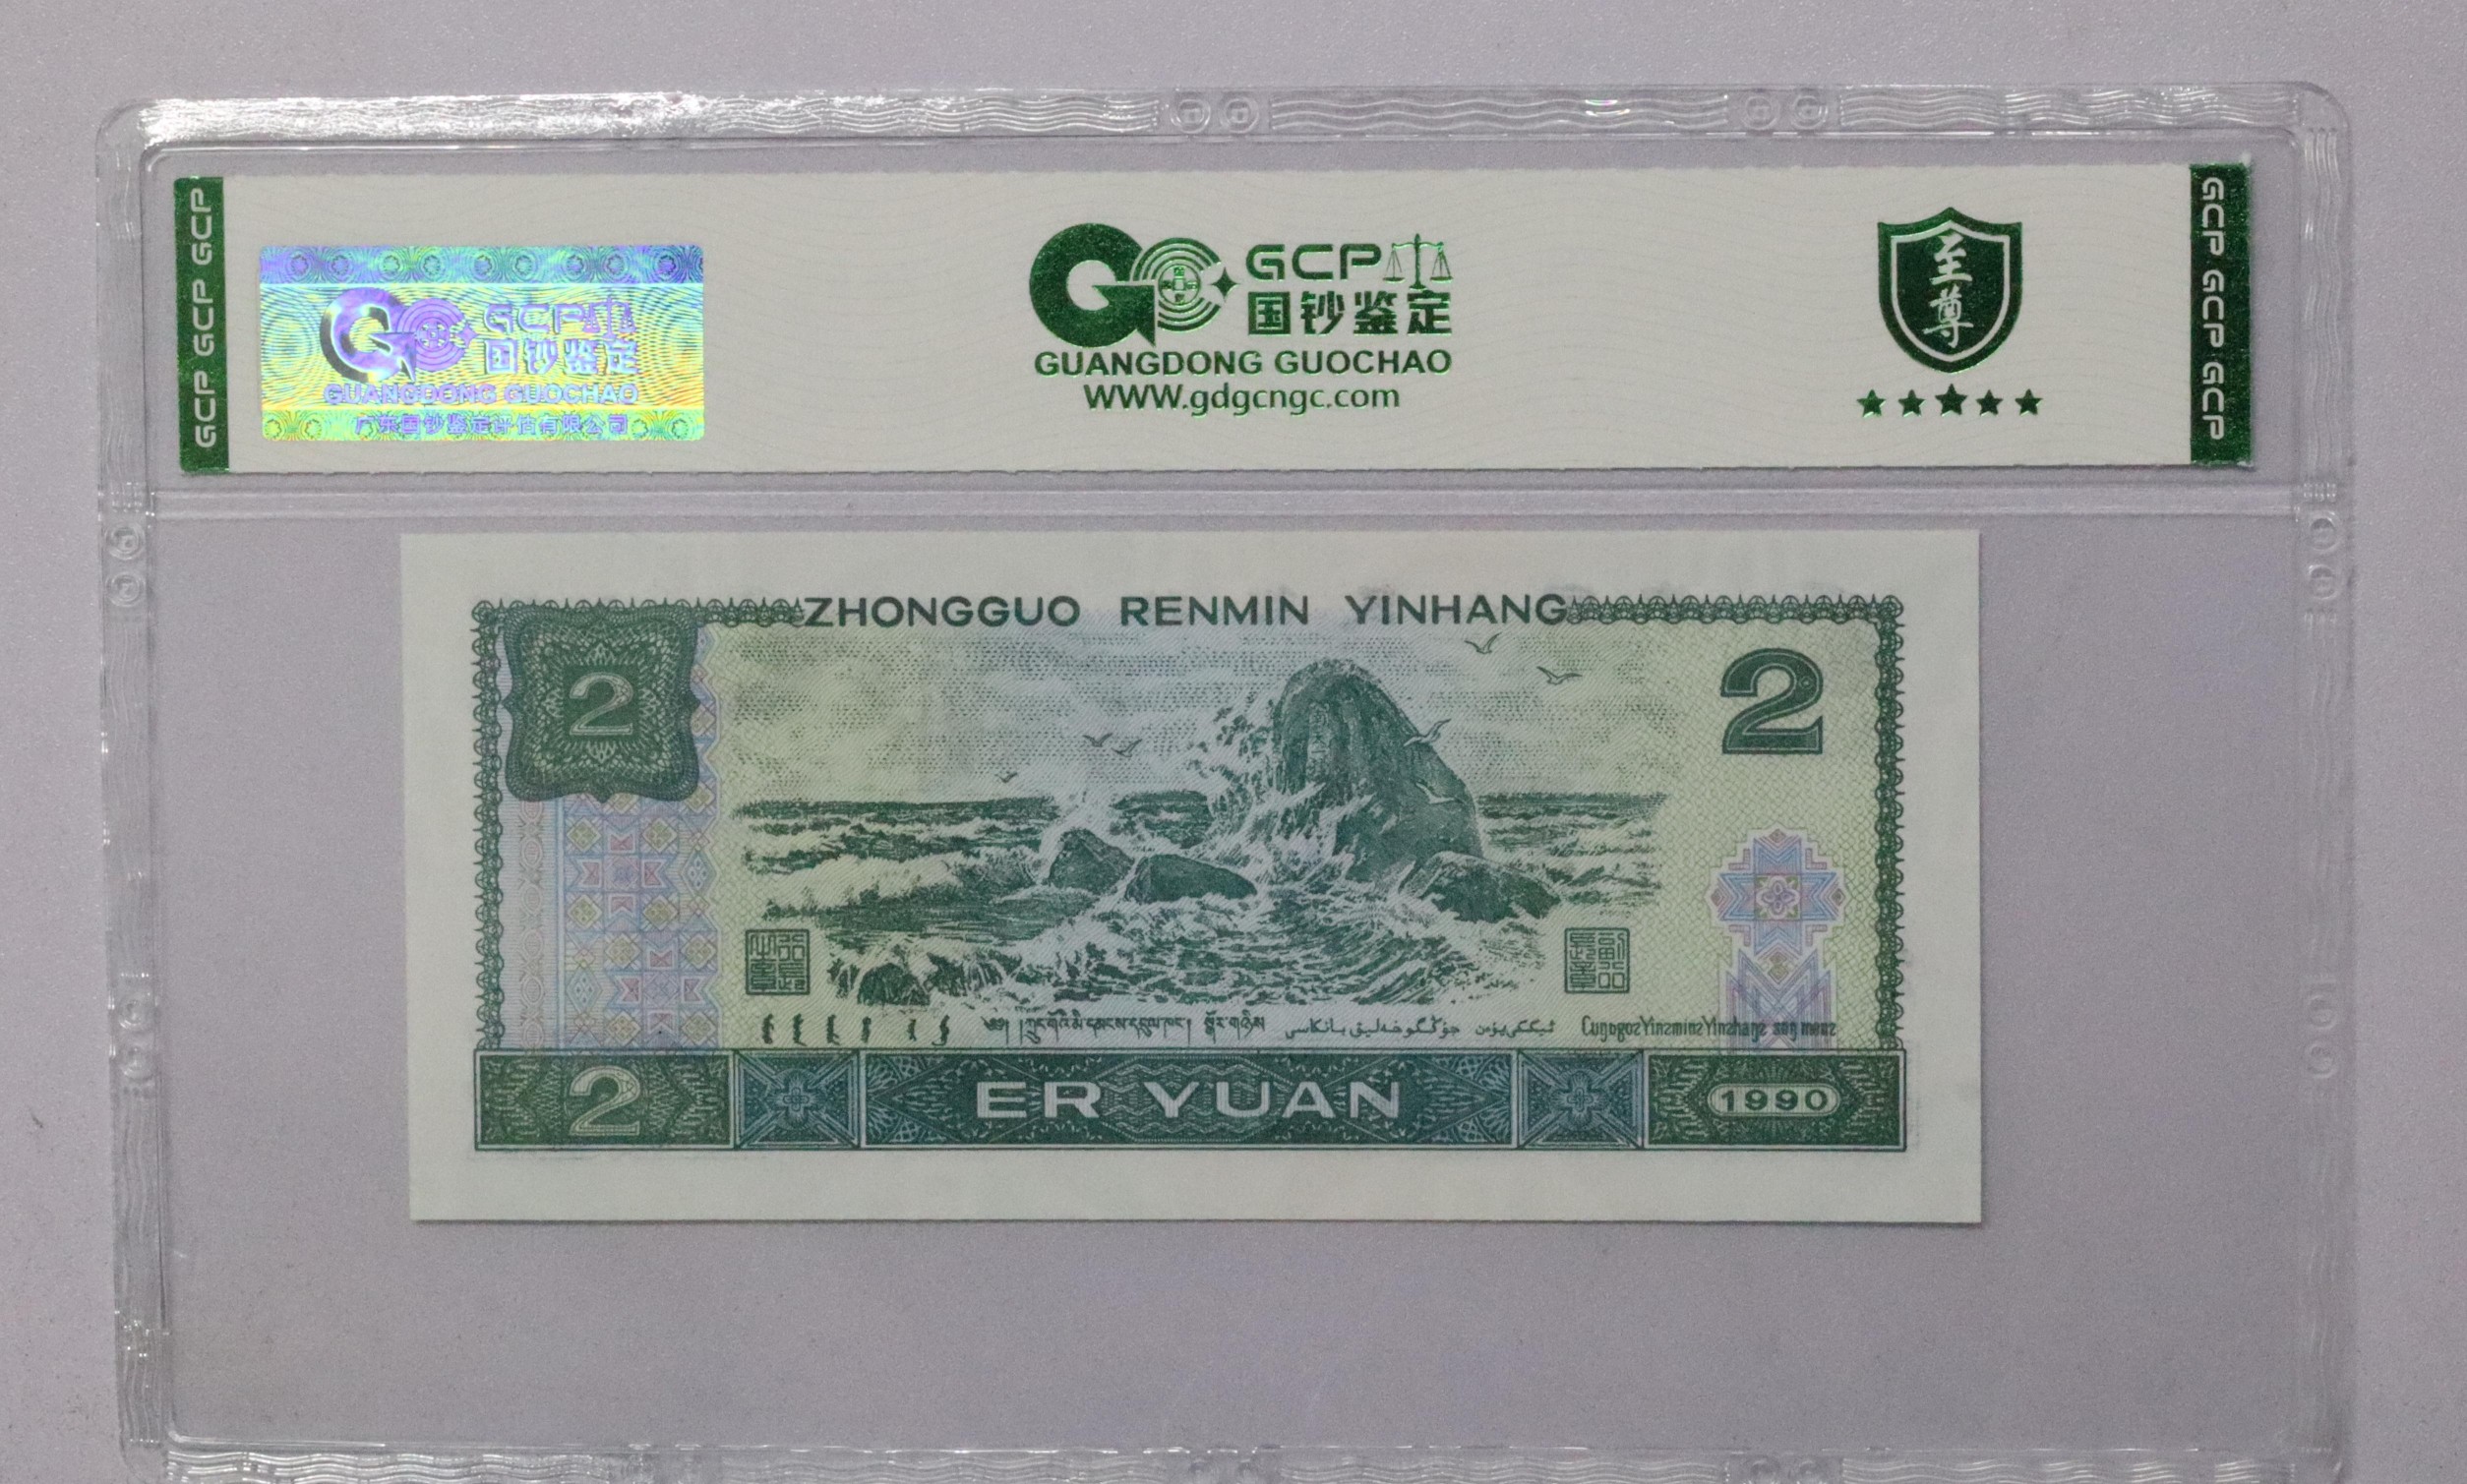 GCP GCP GCP
GCP
国钞鉴定
GUANGDONG GUOCHAO
广东国钞鉴定评估有限公司
GCP
国钞鉴定
GUANGDONG GUOCHAO
WWW.gdgcngc.com
至尊
GCP GCP GCP
ZHONGGUO RENMIN YINHANG
2
2
2
ER YUAN
1990